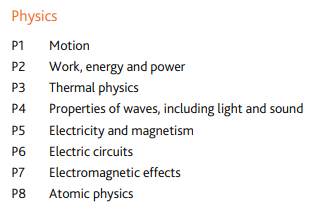 Physics
P1 Motion
P2 Work, energy and power
P3 Thermal physics
P4 Properties of waves, including light and sound
P5 Electricity and magnetism
P6 Electric circuits
P7 Electromagnetic effects
P8 Atomic physics